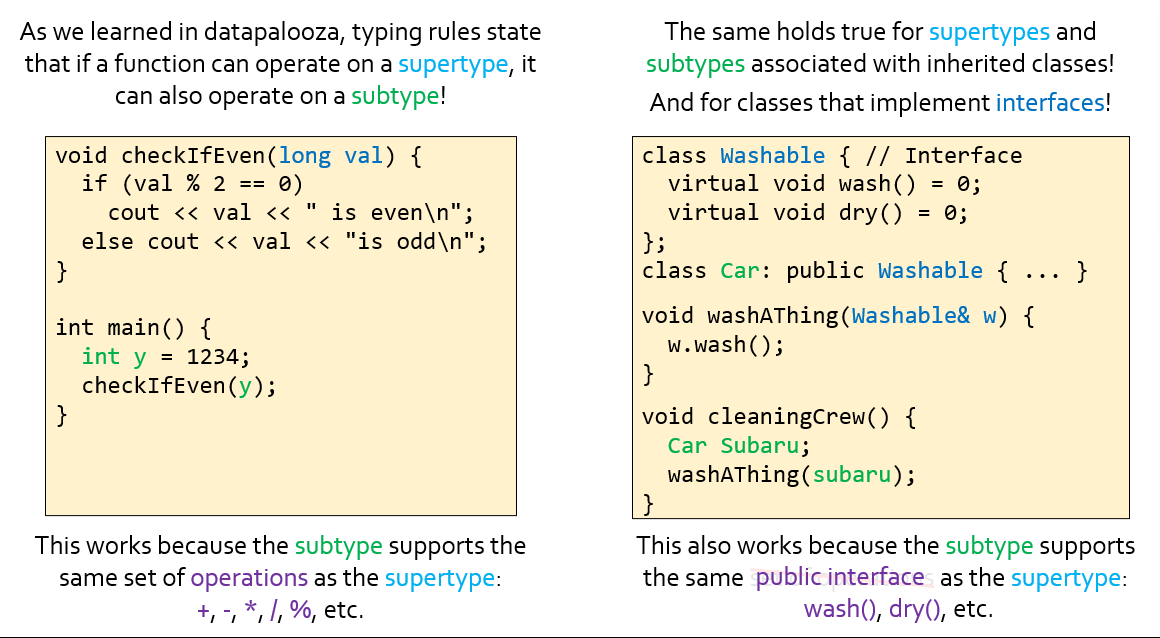 As we learned in datapalooza, typing rules state
that if a function can operate on a supertype, it
can also operate on a subtype!
void checkIfEven(long val) {
  if (val % 2 == 0)
    cout << val << " is even\n";
  else cout << val << "is odd\n";
}
int main() {
  int y = 1234;
  checkIfEven(y);
}
This works because the subtype supports the
same set of operations as the supertype:
+, -, *, /, %, etc.
The same holds true for supertypes and
subtypes associated with inherited classes!
And for classes that implement interfaces!
class Washable { // Interface
  virtual void wash() = 0;
  virtual void dry() = 0;
};
class Car: public Washable { ... }
void washAThing(Washable& w) {
  w.wash();
}
void cleaningCrew() {
  Car Subaru;
  washAThing(subaru);
}
This also works because the subtype supports
the same public interface as the supertype:
wash(), dry(), etc.